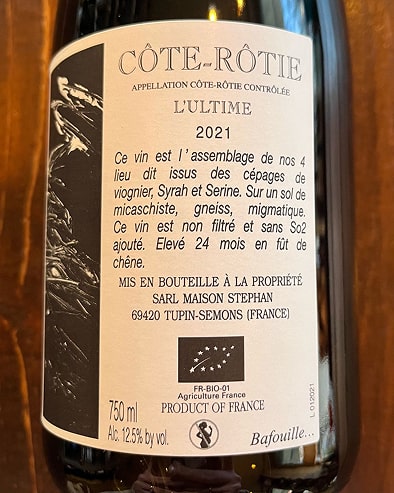 CÔTE-RÔTIE
APPELLATION CÔTE-RÔTIE CONTRÔLÉE
L'ULTIME
2021
Ce vin est l'assemblage de nos 4
lieu dit issus des cépages de
viognier, Syrah et Serine. Sur un sol de
micaschiste, gneiss, migmatique.
Ce vin est non filtré et sans So2
ajouté. Elevé 24 mois en fût de
chêne.
MIS EN BOUTEILLE À LA PROPRIÉTÉ
SARL MAISON STEPHAN
69420 TUPIN-SEMONS (FRANCE)
FR-BIO-01
Agriculture France
750 ml
PRODUCT OF FRANCE
Alc. 12.5% by vol.
Bafouille...
L 012021